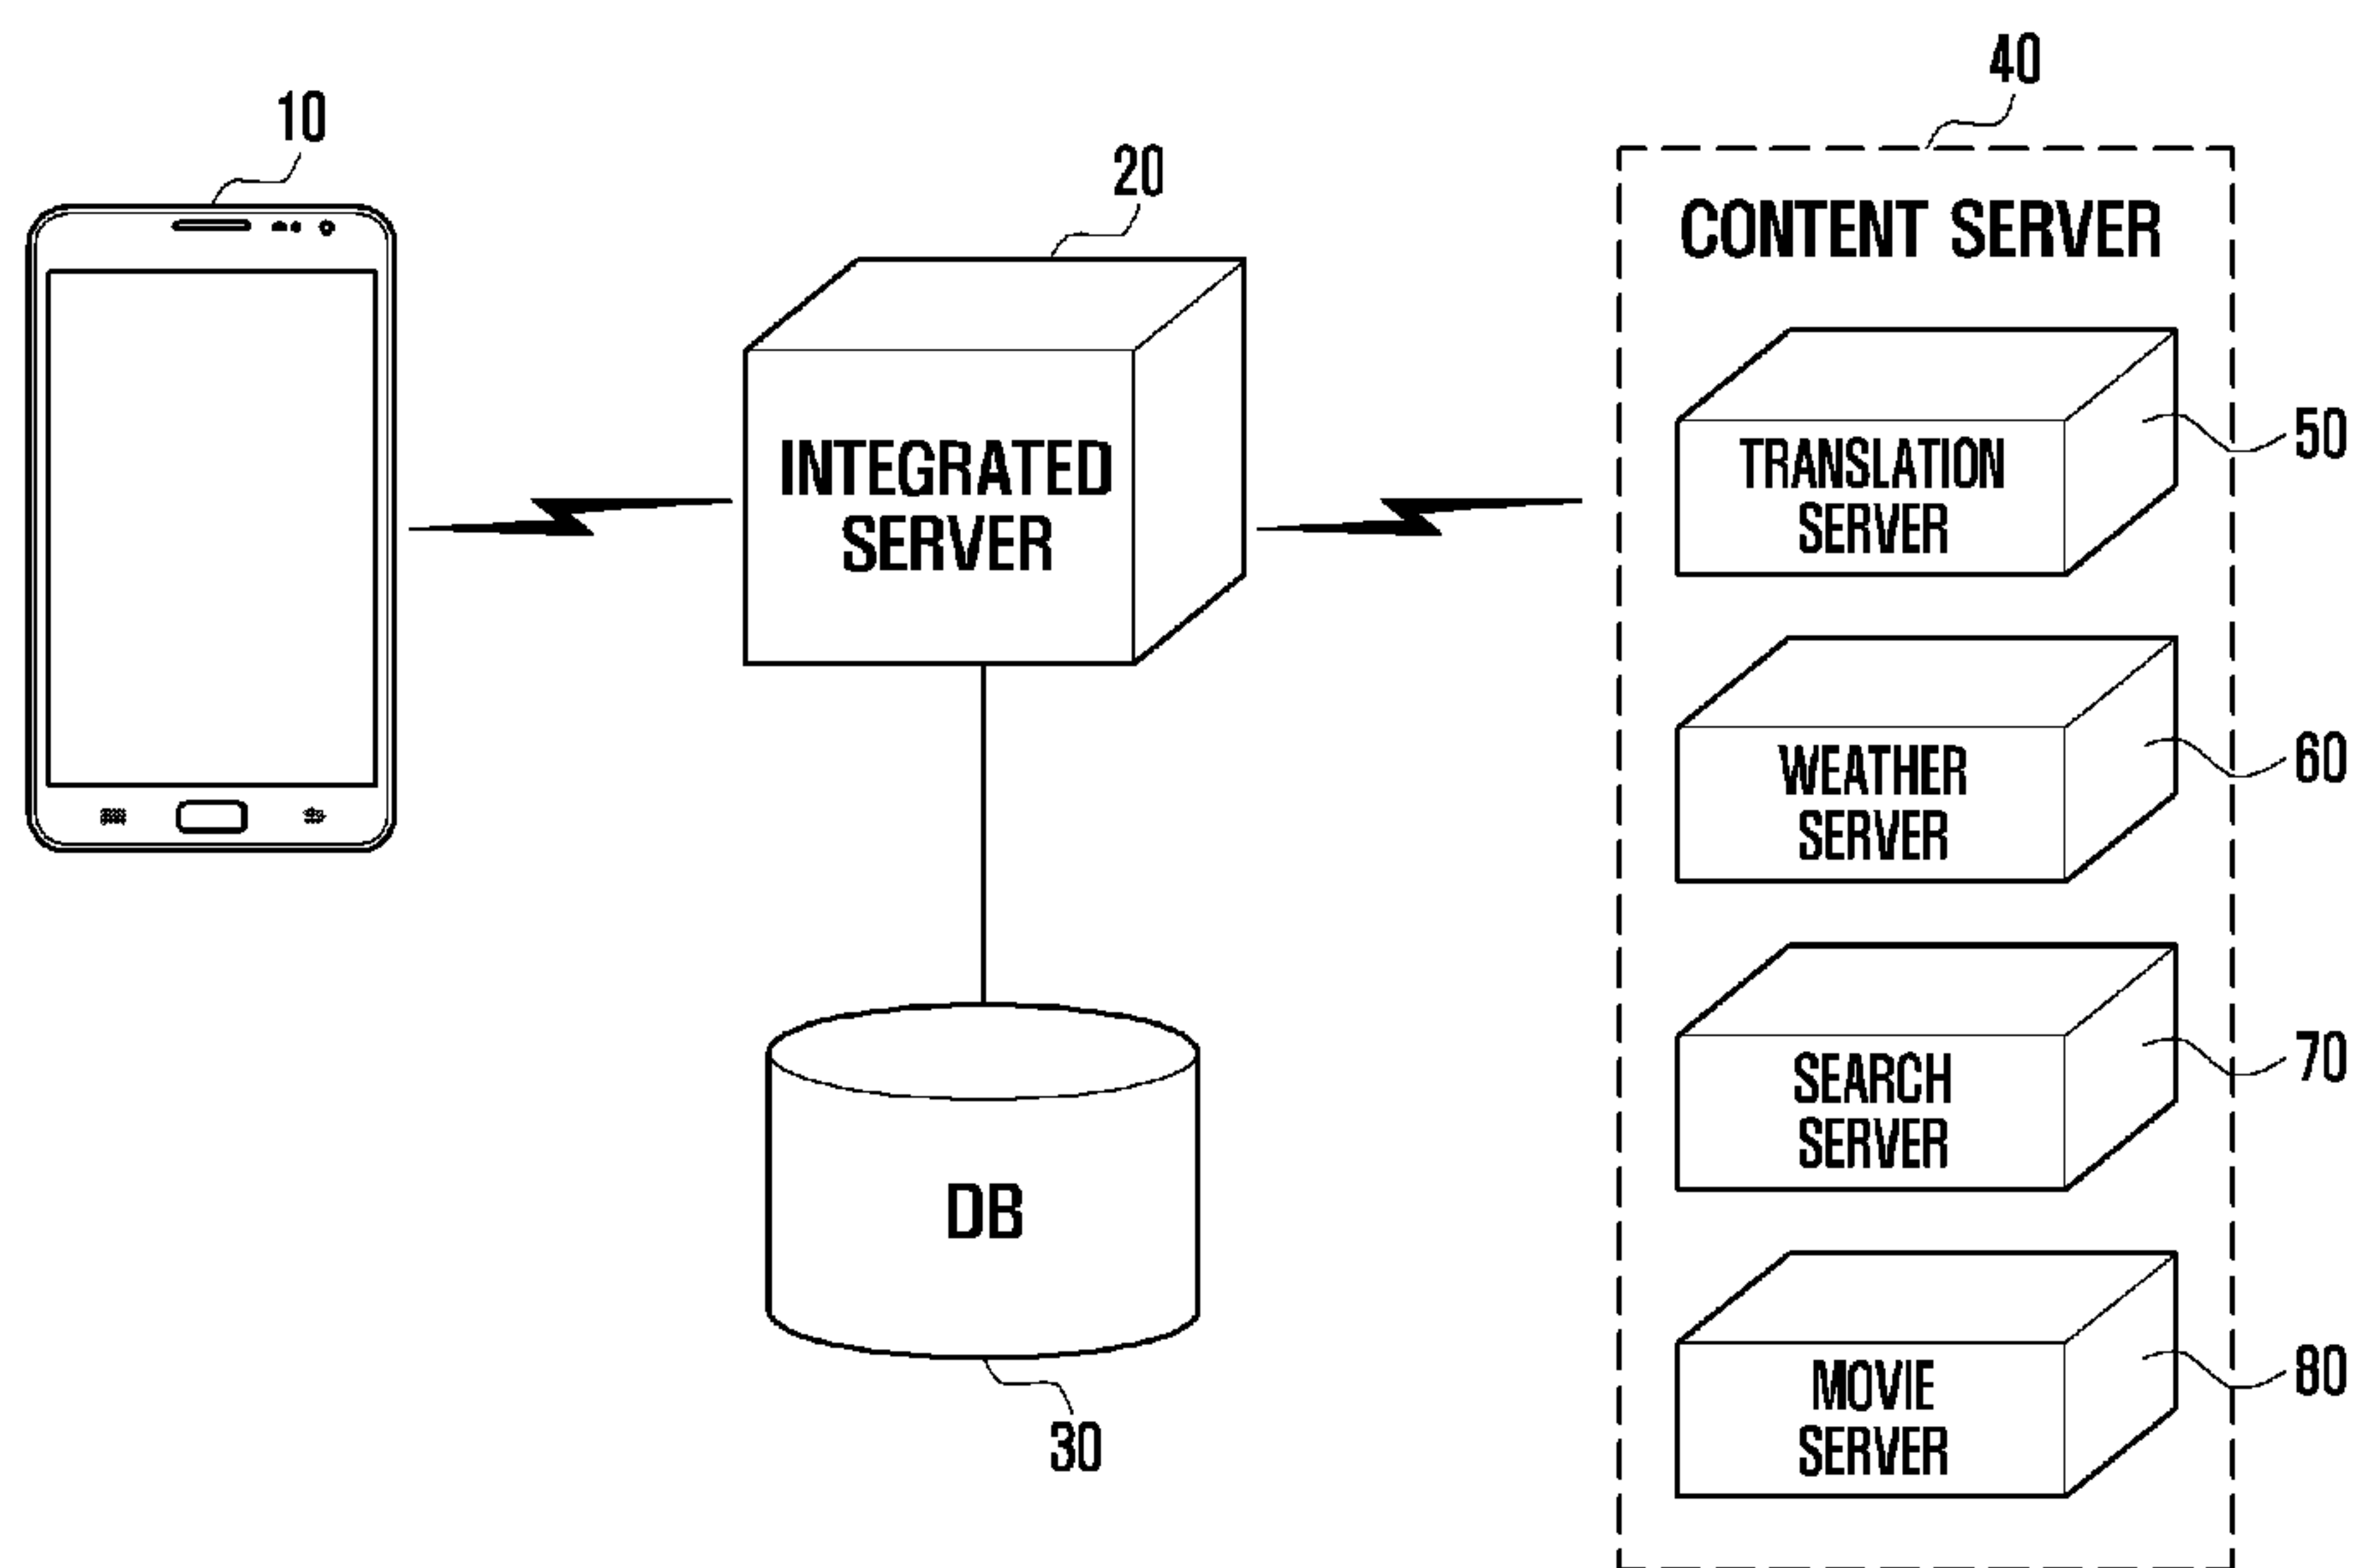 10
20
40
CONTENT SERVER
INTEGRATED
SERVER
TRANSLATION
SERVER
50
WEATHER
SERVER
60
SEARCH
SERVER
70
DB
30
MOVIE
SERVER
80